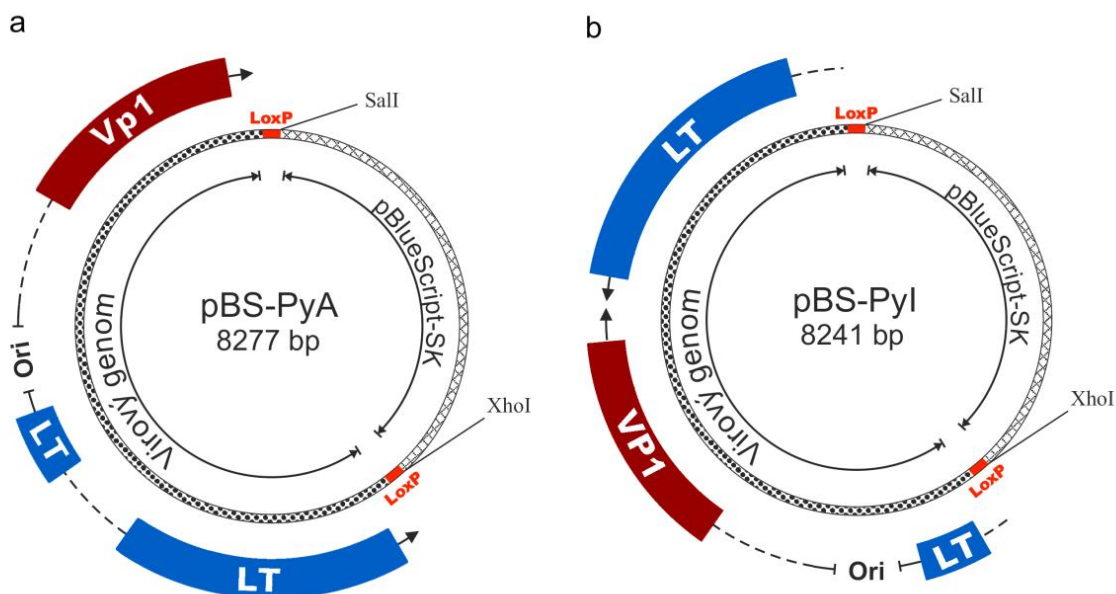 a
Vp1
LoxP
SalI
pBlueScript-SK
Virový genom
pBS-PyA
8277 bp
Ori
LT
XhoI
LoxP
LT
b
LT
LoxP
SalI
pBlueScript-SK
Virový genom
pBS-PyI
8241 bp
VP1
XhoI
LoxP
LT
Ori